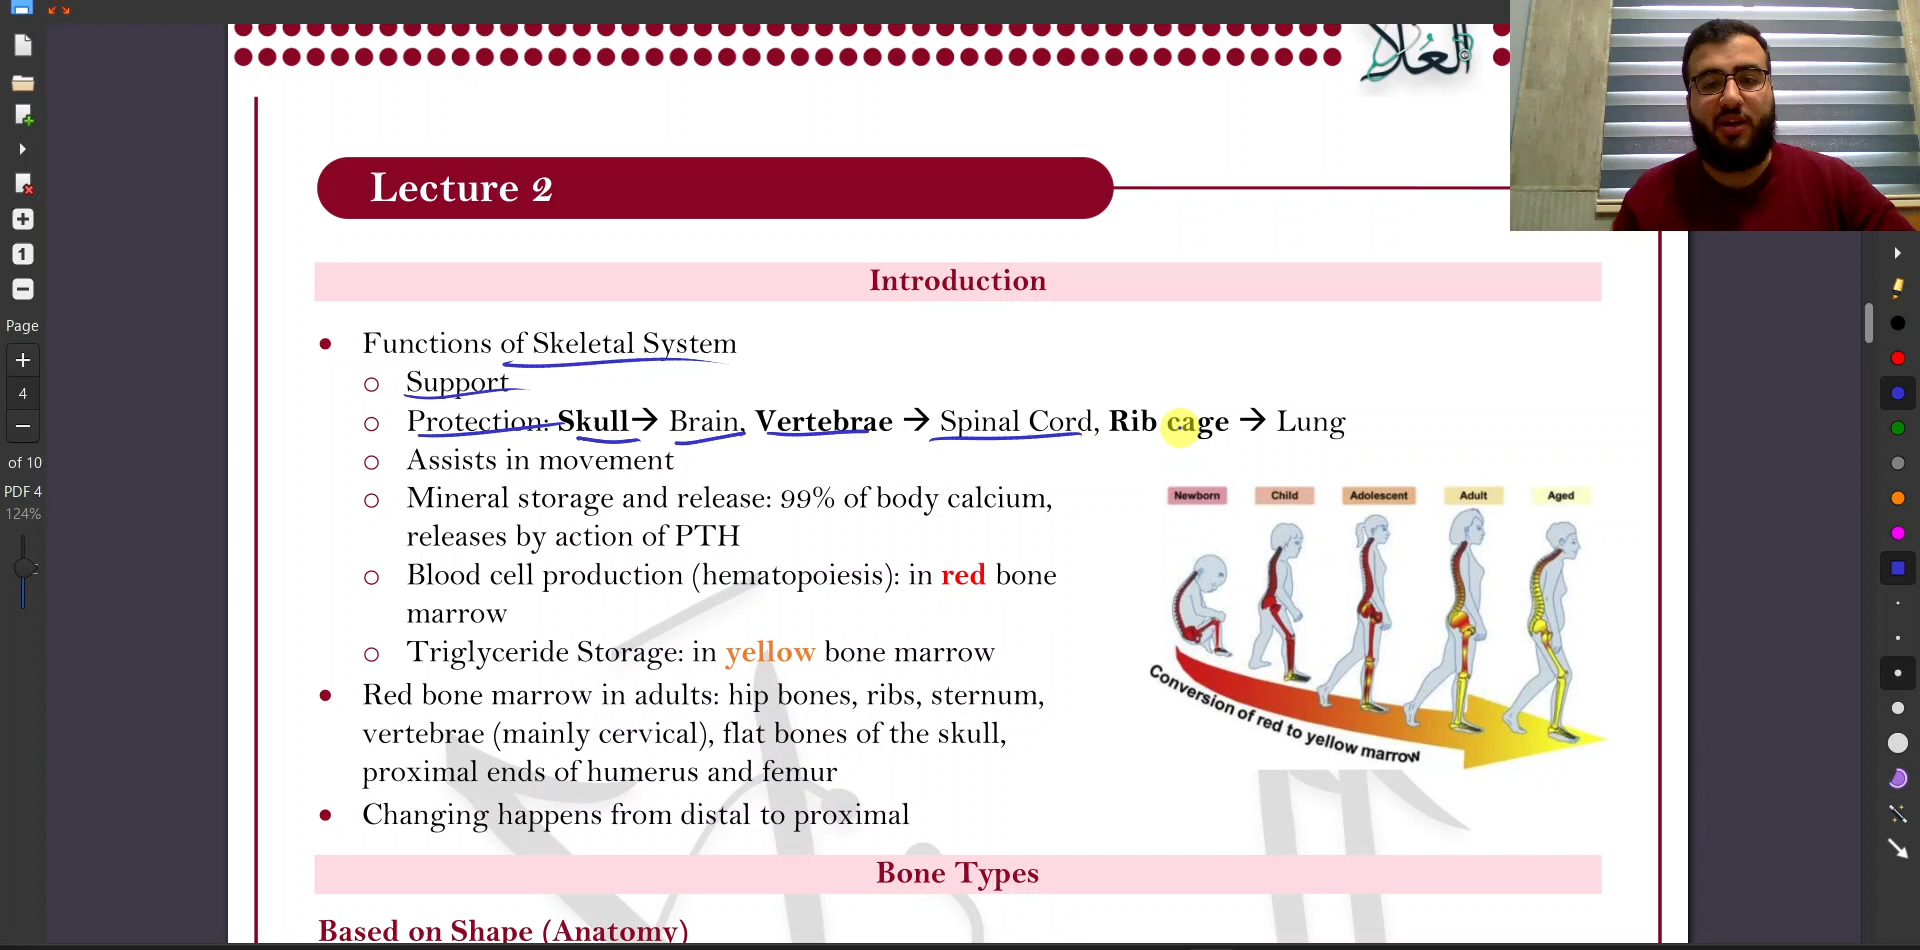 العلا
Lecture 2
Introduction
• Functions of Skeletal System
o Support
o Protection: Skull→ Brain, Vertebrae → Spinal Cord, Rib cage → Lung
o Assists in movement
o Mineral storage and release: 99% of body calcium,
releases by action of PTH
o Blood cell production (hematopoiesis): in red bone
marrow
o Triglyceride Storage: in yellow bone marrow
• Red bone marrow in adults: hip bones, ribs, sternum,
vertebrae (mainly cervical), flat bones of the skull,
proximal ends of humerus and femur
• Changing happens from distal to proximal
Newborn Child Adolescent Adult Aged
Conversion of red to yellow marrow
Bone Types
Based on Shape (Anatomy)
1
Page
4
of 10
PDF 4
124%